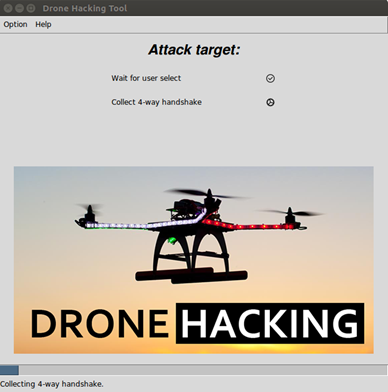 Drone Hacking Tool
Option Help
Attack target:
Wait for user select
Collect 4-way handshake
DRONE HACKING
Collecting 4-way handshake.